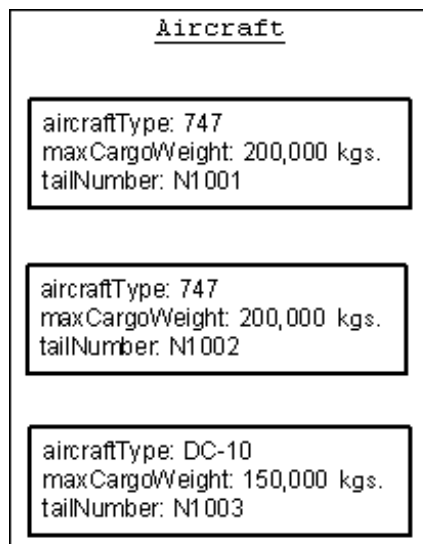 Aircraft
aircraftType: 747
maxCargoWeight: 200,000 kgs.
tailNumber: N1001
aircraftType: 747
maxCargoWeight: 200,000 kgs.
tailNumber: N1002
aircraftType: DC-10
maxCargoWeight: 150,000 kgs.
tailNumber: N1003